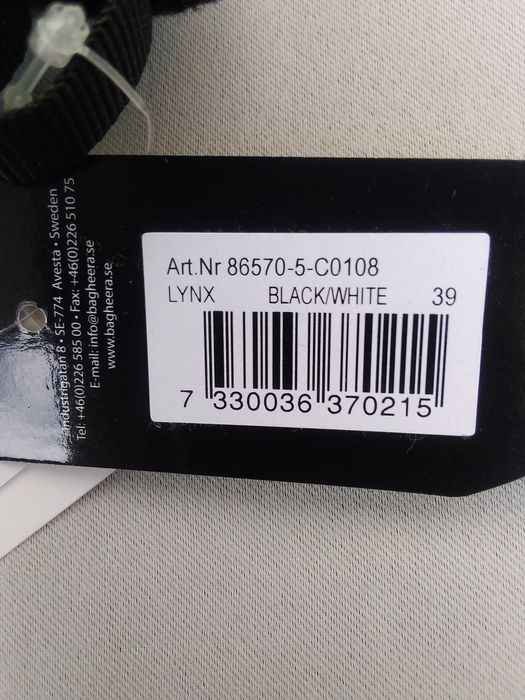 Art.Nr 86570-5-C0108
LYNX BLACK/WHITE 39
7 330036 370215
Industrigatan 8 • SE-774 Avesta • Sweden
Tel: +46(0)226 585 00 • Fax: +46(0)226 510 75
E-mail: info@bagheera.se
www.bagheera.se